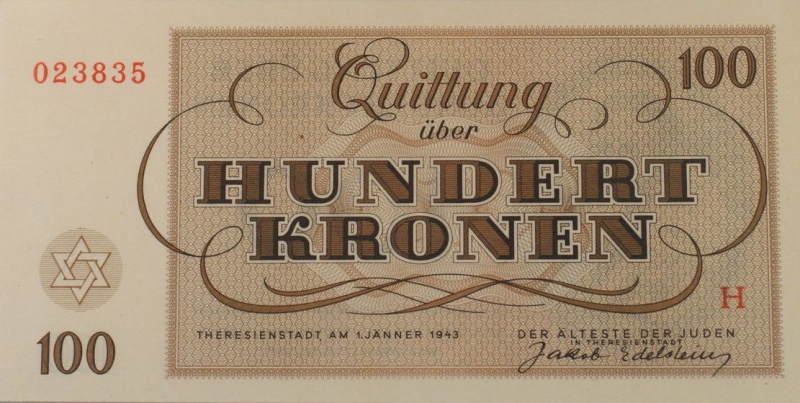 023835
100
Quittung
über
HUNDERT
KRONEN
H
THERESIENSTADT, AM 1. JÄNNER 1943
DER ÄLTESTE DER JUDEN
IN THERESIENSTADT
Jakob Edelstein
100